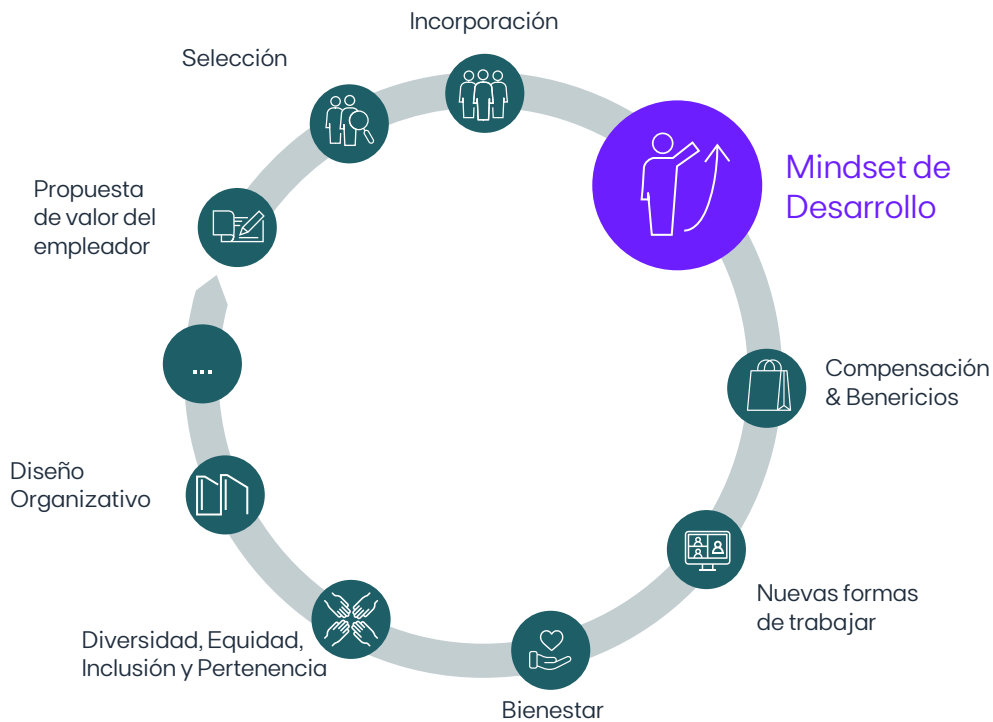 Incorporación
Selección
Mindset de
Desarrollo
Propuesta
de valor del
empleador
...
Compensación
& Benericios
Diseño
Organizativo
Nuevas formas
de trabajar
Diversidad, Equidad,
Inclusión y Pertenencia
Bienestar